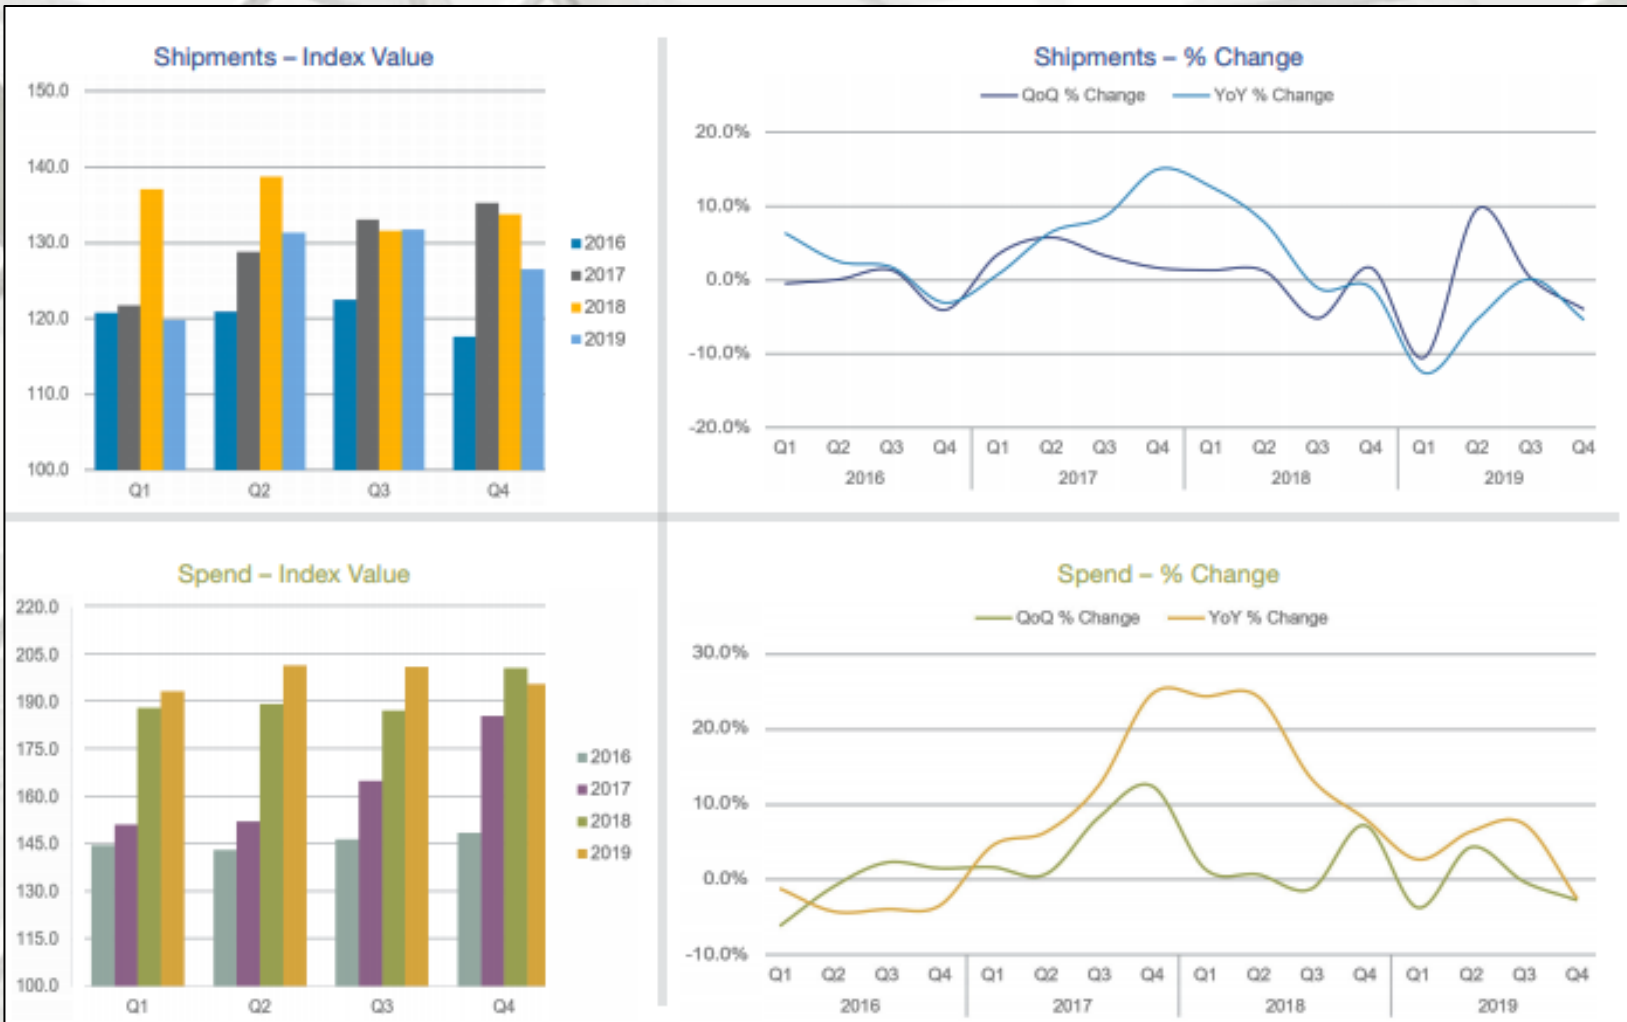 Shipments – Index Value
150.0
140.0
130.0
120.0
110.0
100.0
Q1 Q2 Q3 Q4
2016
2017
2018
2019
Shipments – % Change
QoQ % Change YoY % Change
20.0%
10.0%
0.0%
-10.0%
-20.0%
Q1 Q2 Q3 Q4 Q1 Q2 Q3 Q4 Q1 Q2 Q3 Q4 Q1 Q2 Q3 Q4
2016 2017 2018 2019
Spend – Index Value
220.0
205.0
190.0
175.0
160.0
145.0
130.0
115.0
100.0
Q1 Q2 Q3 Q4
2016
2017
2018
2019
Spend – % Change
QoQ % Change YoY % Change
30.0%
20.0%
10.0%
0.0%
-10.0%
Q1 Q2 Q3 Q4 Q1 Q2 Q3 Q4 Q1 Q2 Q3 Q4 Q1 Q2 Q3 Q4
2016 2017 2018 2019